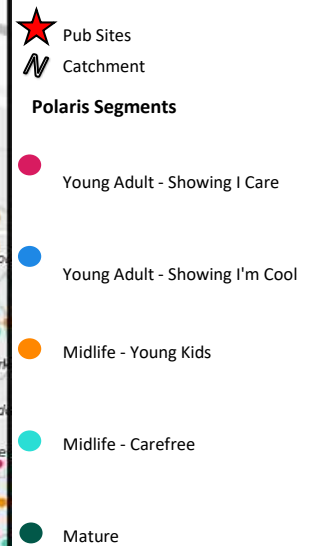 Pub Sites
Catchment
Polaris Segments
Young Adult - Showing I Care
Young Adult - Showing I'm Cool
Midlife - Young Kids
Midlife - Carefree
Mature